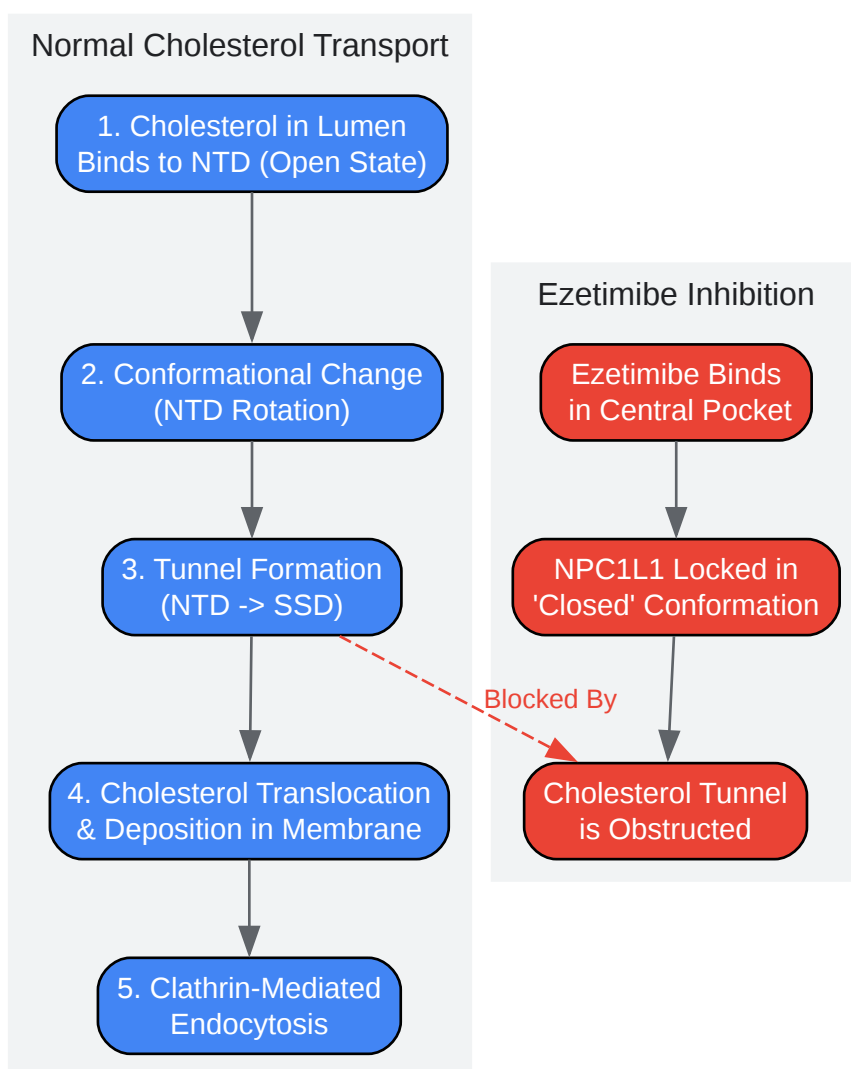 Normal Cholesterol Transport
1. Cholesterol in Lumen
Binds to NTD (Open State)
2. Conformational Change
(NTD Rotation)
3. Tunnel Formation
(NTD -> SSD)
4. Cholesterol Translocation
& Deposition in Membrane
5. Clathrin-Mediated
Endocytosis
Ezetimibe Inhibition
Ezetimibe Binds
in Central Pocket
NPC1L1 Locked in
'Closed' Conformation
Blocked By
Cholesterol Tunnel
is Obstructed